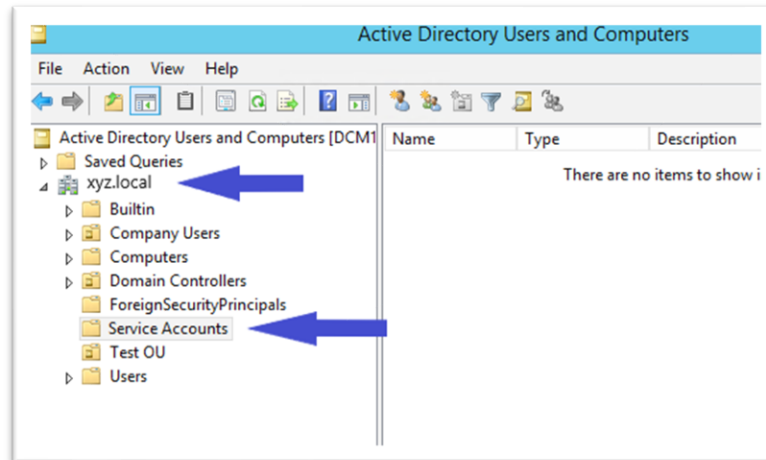 Active Directory Users and Computers
File Action View Help
Active Directory Users and Computers [DCM1
Name Type Description
Saved Queries
There are no items to show i
xyz.local
Builtin
Company Users
Computers
Domain Controllers
ForeignSecurityPrincipals
Service Accounts
Test OU
Users